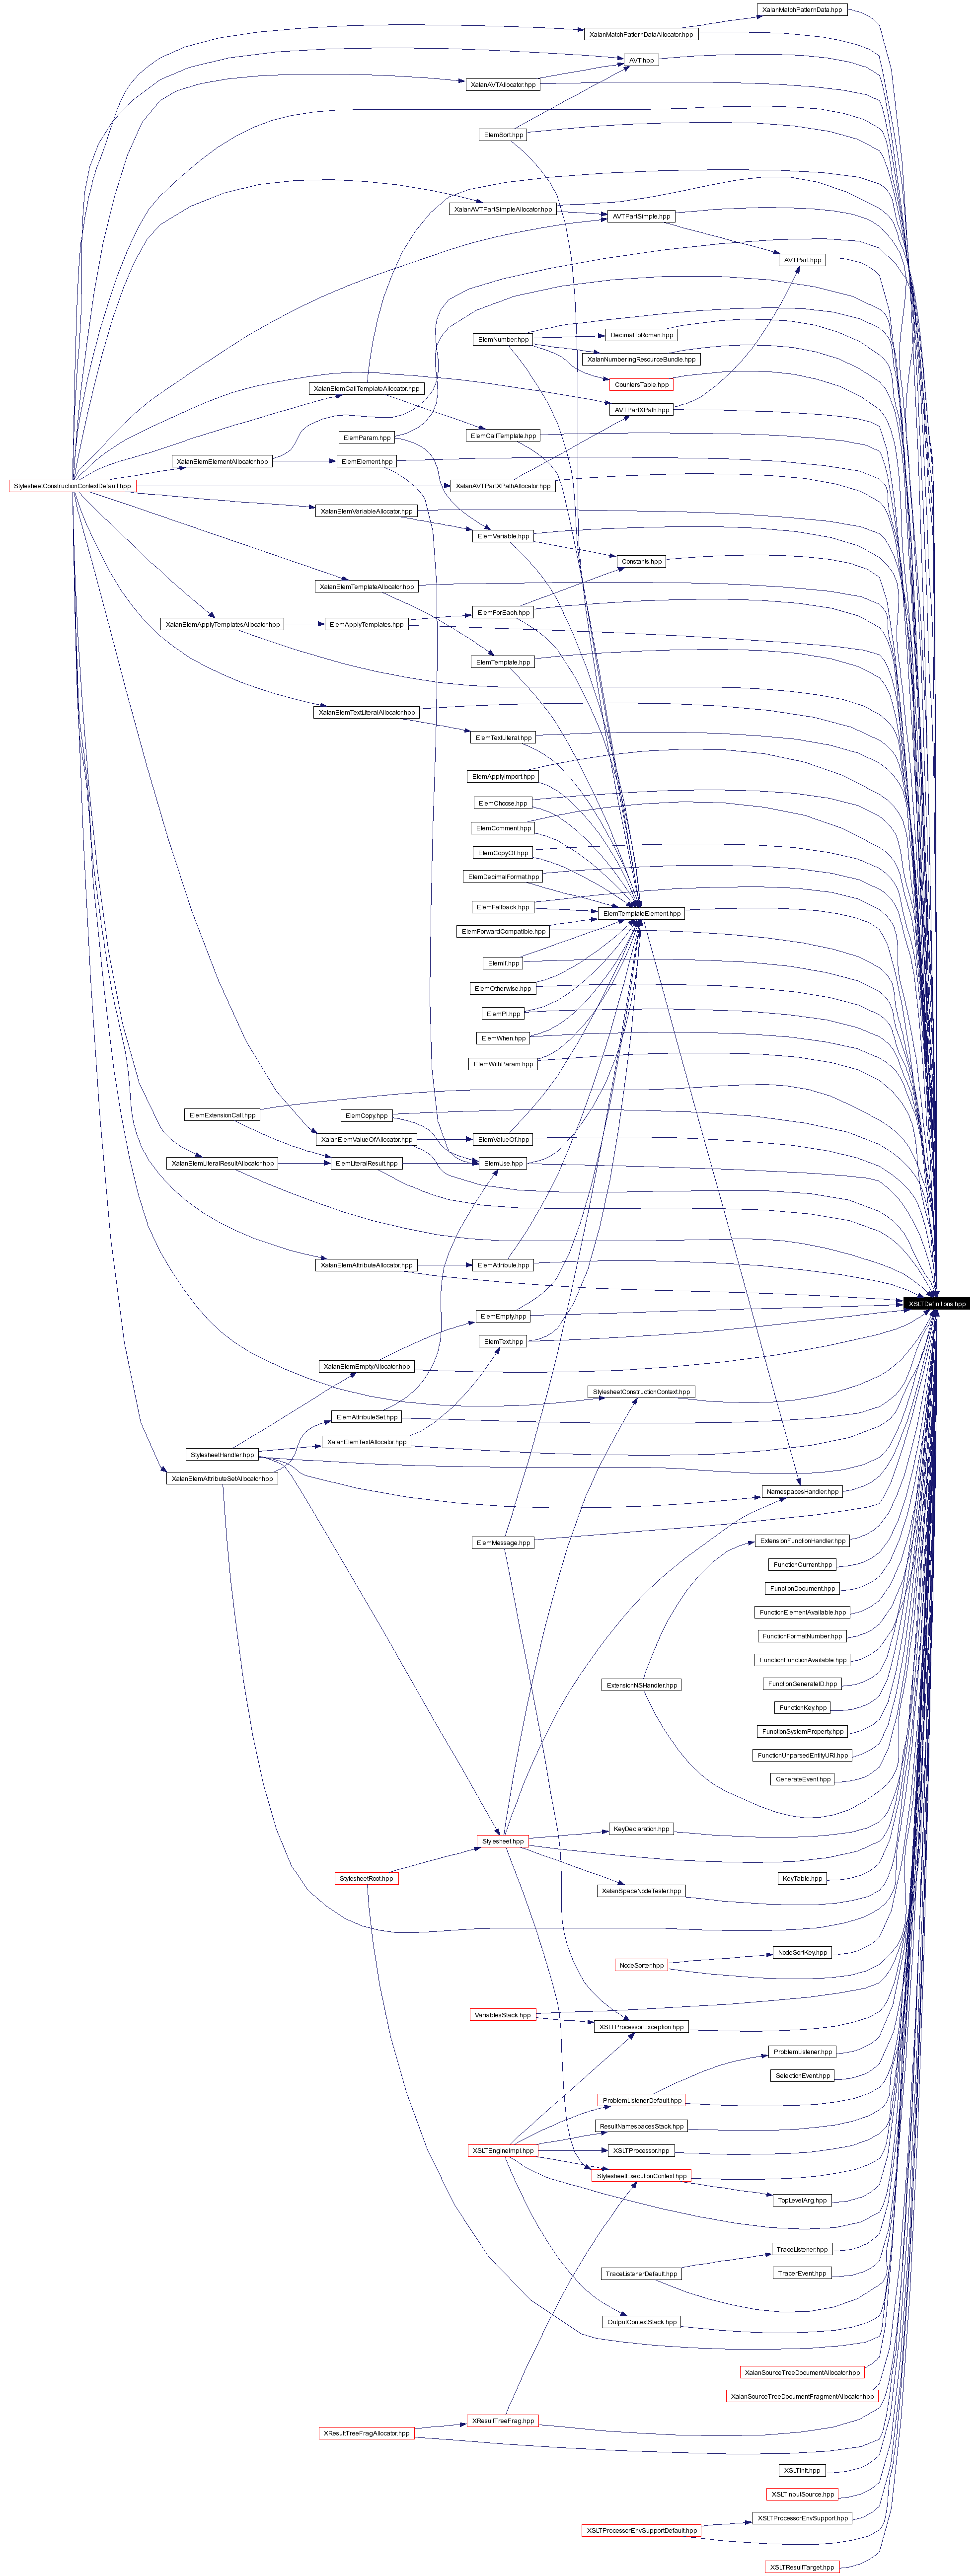 XalanMatchPatternData.hpp
XalanMatchPatternDataAllocator.hpp
AVT.hpp
XalanAVTAllocator.hpp
ElemSort.hpp
XalanAVTPartSimpleAllocator.hpp
AVTPartSimple.hpp
AVTPart.hpp
DecimalToRoman.hpp
ElemNumber.hpp
XalanNumberingResourceBundle.hpp
CountersTable.hpp
XalanElemCallTemplateAllocator.hpp
AVTPartXPath.hpp
ElemParam.hpp
ElemCallTemplate.hpp
XalanElemElementAllocator.hpp
ElemElement.hpp
StylesheetConstructionContextDefault.hpp
XalanAVTPartXPathAllocator.hpp
XalanElemVariableAllocator.hpp
ElemVariable.hpp
Constants.hpp
XalanElemTemplateAllocator.hpp
ElemForEach.hpp
XalanElemApplyTemplatesAllocator.hpp
ElemApplyTemplates.hpp
ElemTemplate.hpp
XalanElemTextLiteralAllocator.hpp
ElemTextLiteral.hpp
ElemApplyImport.hpp
ElemChoose.hpp
ElemComment.hpp
ElemCopyOf.hpp
ElemDecimalFormat.hpp
ElemFallback.hpp
ElemTemplateElement.hpp
ElemForwardCompatible.hpp
ElemIf.hpp
ElemOtherwise.hpp
ElemPI.hpp
ElemWhen.hpp
ElemWithParam.hpp
ElemExtensionCall.hpp
ElemCopy.hpp
XalanElemValueOfAllocator.hpp
ElemValueOf.hpp
XalanElemLiteralResultAllocator.hpp
ElemLiteralResult.hpp
ElemUse.hpp
XalanElemAttributeAllocator.hpp
ElemAttribute.hpp
XSLTDefinitions.hpp
ElemEmpty.hpp
ElemText.hpp
XalanElemEmptyAllocator.hpp
StylesheetConstructionContext.hpp
ElemAttributeSet.hpp
XalanElemTextAllocator.hpp
StylesheetHandler.hpp
XalanElemAttributeSetAllocator.hpp
NamespacesHandler.hpp
ElemMessage.hpp
ExtensionFunctionHandler.hpp
FunctionCurrent.hpp
FunctionDocument.hpp
FunctionElementAvailable.hpp
FunctionFormatNumber.hpp
FunctionFunctionAvailable.hpp
ExtensionNSHandler.hpp
FunctionGenerateID.hpp
FunctionKey.hpp
FunctionSystemProperty.hpp
FunctionUnparsedEntityURI.hpp
GenerateEvent.hpp
KeyDeclaration.hpp
Stylesheet.hpp
StylesheetRoot.hpp
KeyTable.hpp
XalanSpaceNodeTester.hpp
NodeSortKey.hpp
NodeSorter.hpp
VariablesStack.hpp
XSLTProcessorException.hpp
ProblemListener.hpp
SelectionEvent.hpp
ProblemListenerDefault.hpp
ResultNamespacesStack.hpp
XSLTEngineImpl.hpp
XSLTProcessor.hpp
StylesheetExecutionContext.hpp
TopLevelArg.hpp
TraceListener.hpp
TraceListenerDefault.hpp
TracerEvent.hpp
OutputContextStack.hpp
XalanSourceTreeDocumentAllocator.hpp
XalanSourceTreeDocumentFragmentAllocator.hpp
XResultTreeFrag.hpp
XResultTreeFragAllocator.hpp
XSLTInit.hpp
XSLTInputSource.hpp
XSLTProcessorEnvSupport.hpp
XSLTProcessorEnvSupportDefault.hpp
XSLTResultTarget.hpp